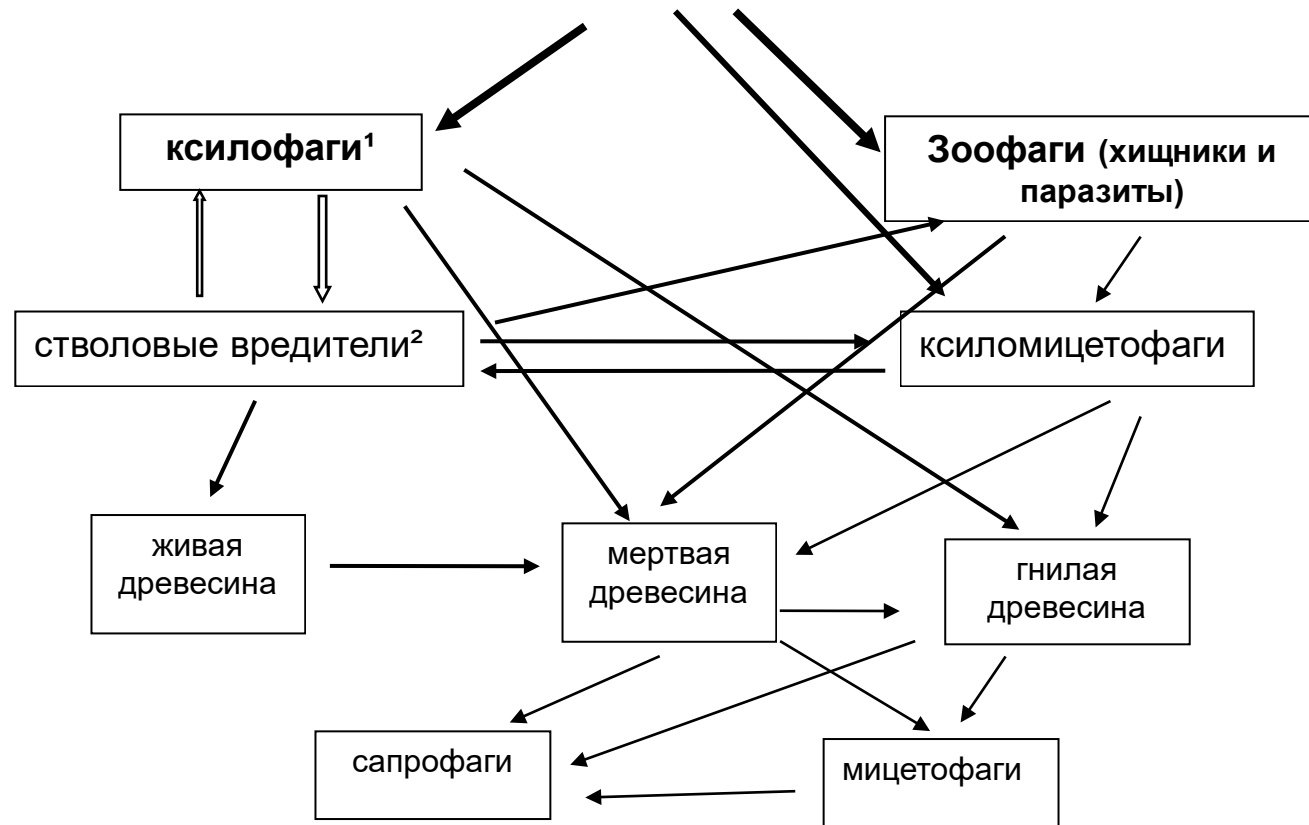 ксилофаги¹
Зоофаги (хищники и
паразиты)
стволовые вредители²
ксиломицетофаги
живая
древесина
мертвая
древесина
гнилая
древесина
сапрофаги
мицетофаги